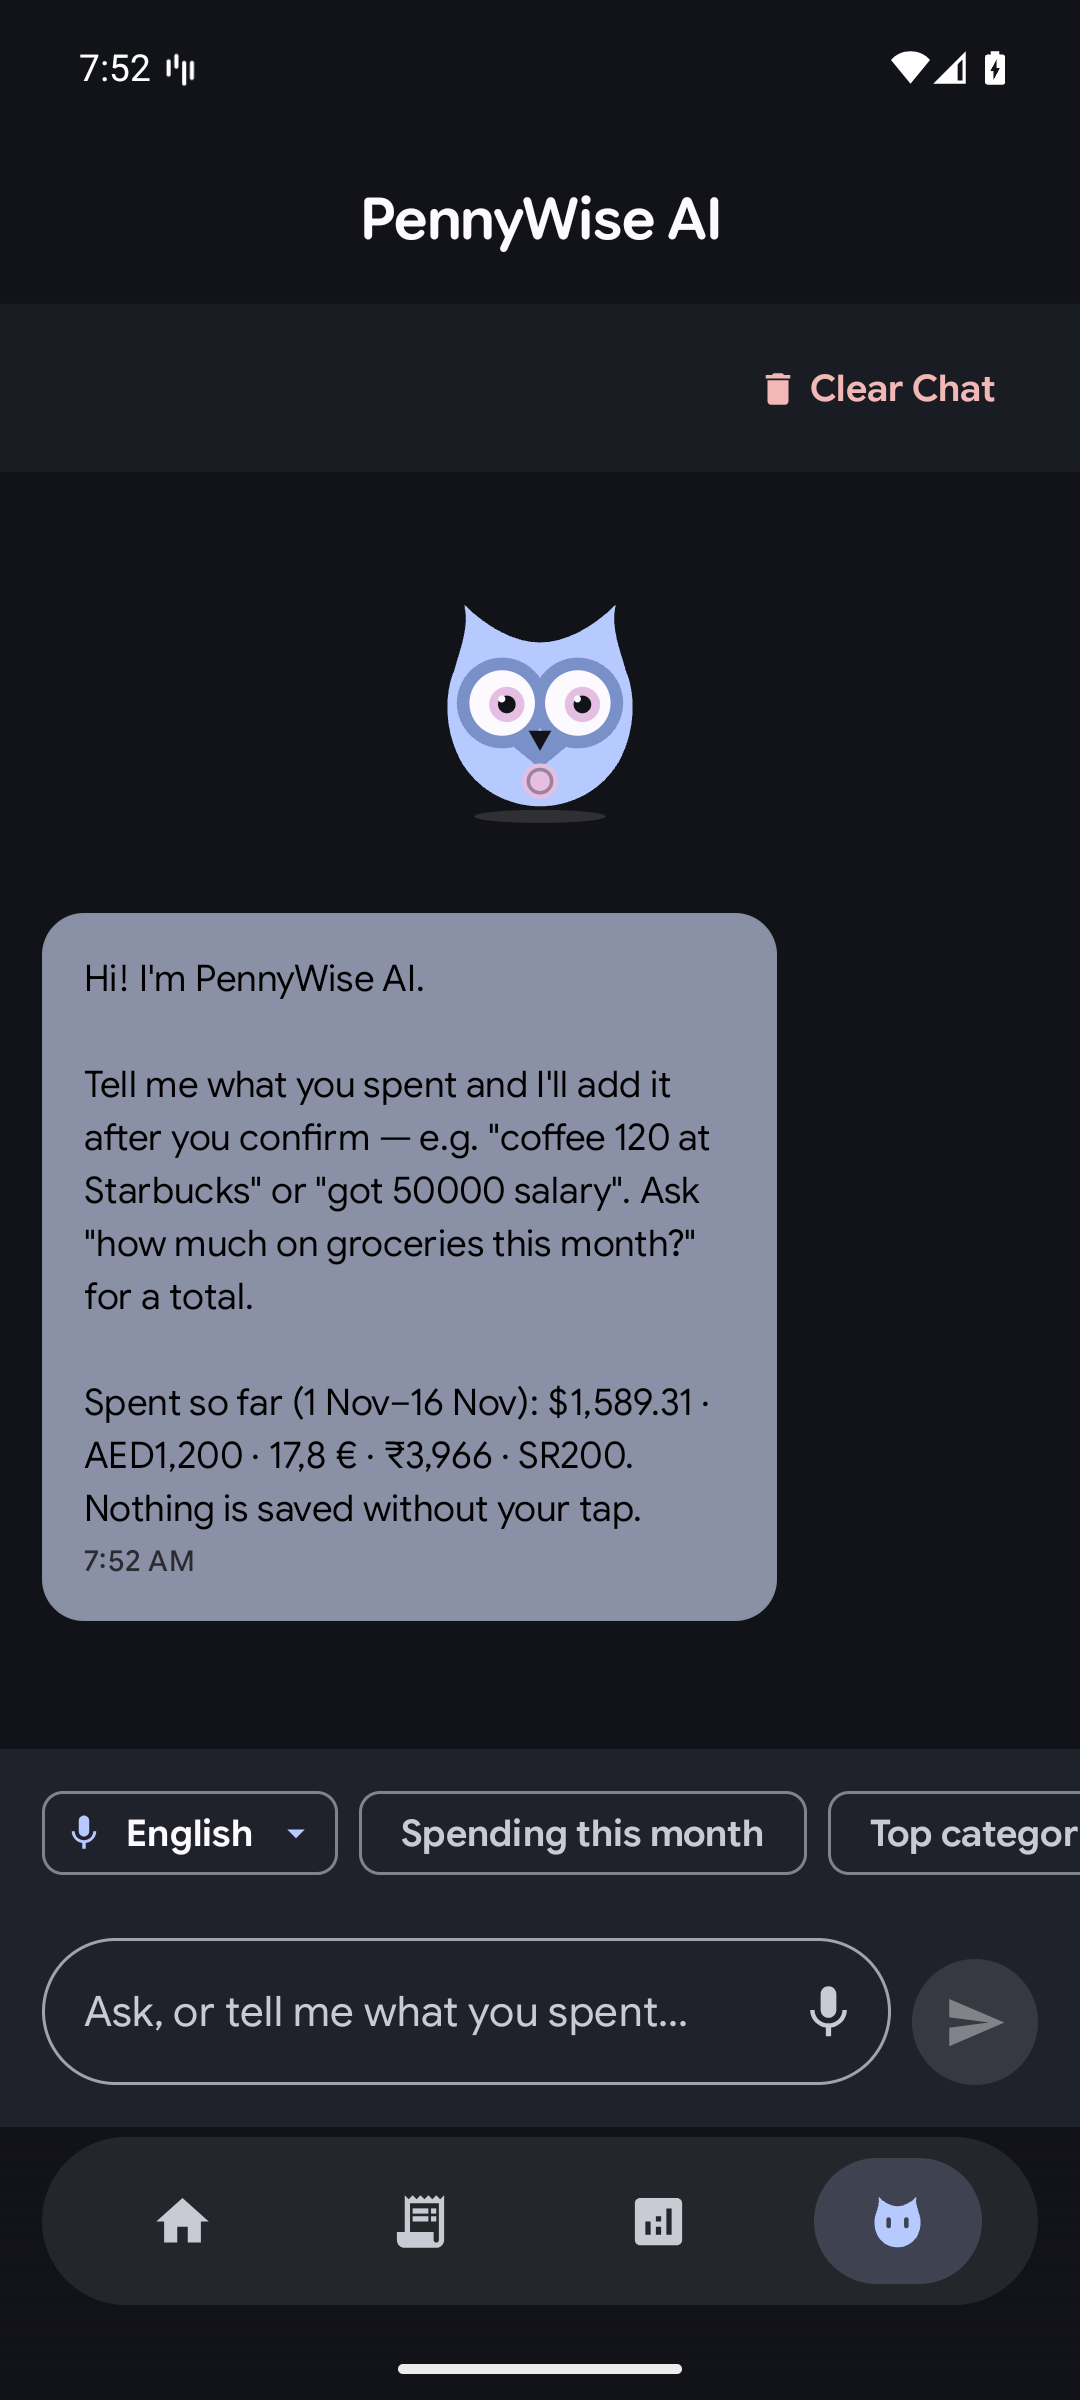 7:52
PennyWise AI
Clear Chat
Hi! I'm PennyWise AI.
Tell me what you spent and I'll add it
after you confirm — e.g. "coffee 120 at
Starbucks" or "got 50000 salary". Ask
"how much on groceries this month?"
for a total.
Spent so far (1 Nov–16 Nov): $1,589.31 ·
AED1,200 · 17,8 € · ₹3,966 · SR200.
Nothing is saved without your tap.
7:52 AM
English
Spending this month
Top categor
Ask, or tell me what you spent...